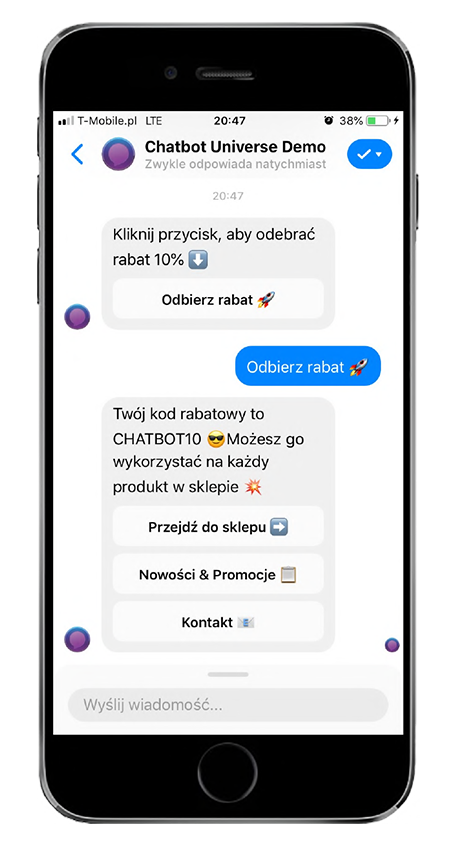 T-Mobile.pl LTE 20:47 38%
Chatbot Universe Demo
Zwykle odpowiada natychmiast
20:47
Kliknij przycisk, aby odebrać
rabat 10% ⬇️
Odbierz rabat 🚀
Odbierz rabat 🚀
Twój kod rabatowy to
CHATBOT10 😎Możesz go
wykorzystać na każdy
produkt w sklepie 💥
Przejdź do sklepu ➡️
Nowości & Promocje 📋
Kontakt 📧
Wyślij wiadomość...